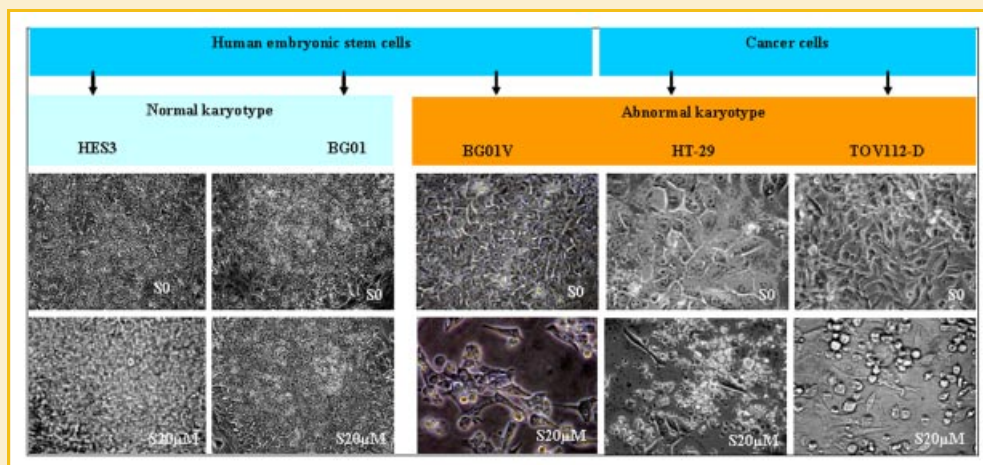 Human embryonic stem cells Cancer cells
Normal karyotype Abnormal karyotype
HES3 BG01 BG01V HT-29 TOV112-D
S0 S0 S0 S0 S0
S20μM S20μM S20μM S20μM S20μM